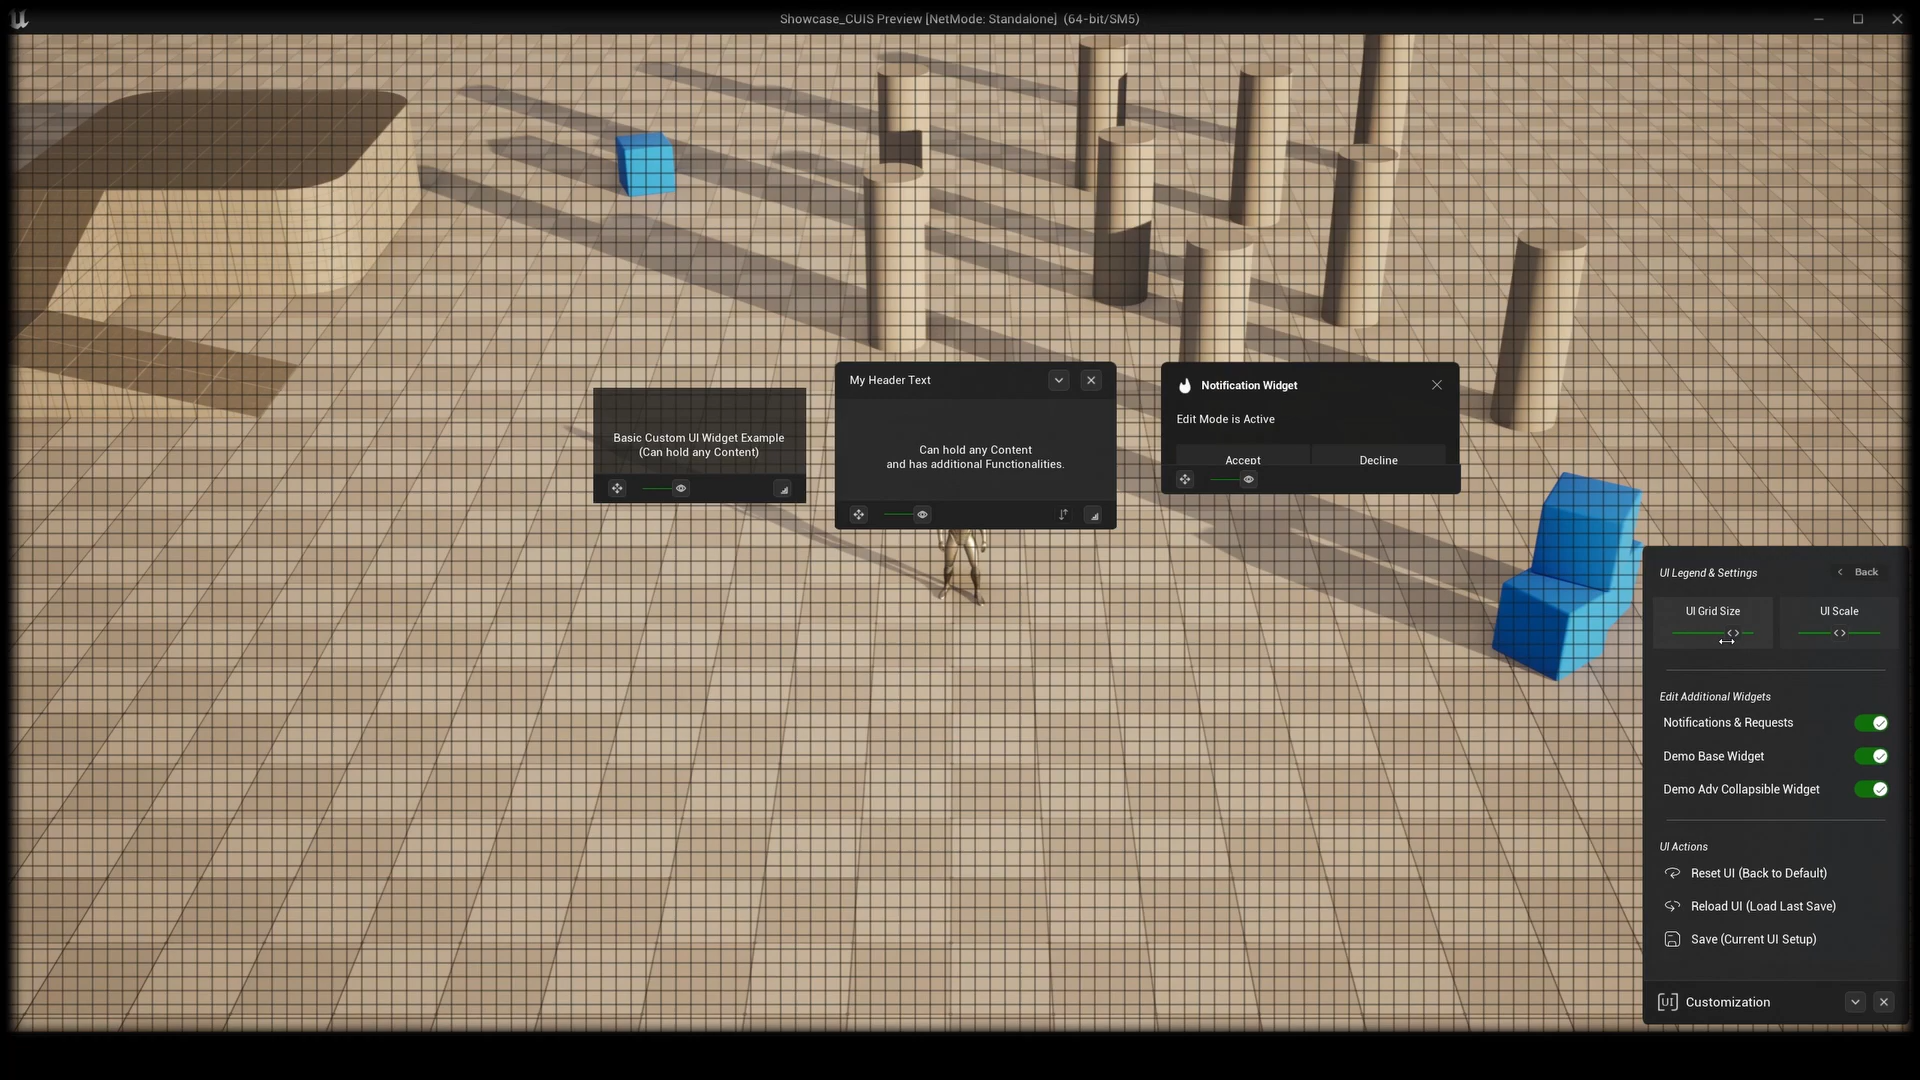 Showcase_CUIS Preview [NetMode: Standalone] (64-bit/SM5)
My Header Text
Notification Widget
Edit Mode is Active
Basic Custom UI Widget Example
(Can hold any Content)
Can hold any Content
and has additional Functionalities.
Accept
Decline
UI Legend & Settings
Back
UI Grid Size
UI Scale
Edit Additional Widgets
Notifications & Requests
Demo Base Widget
Demo Adv Collapsible Widget
UI Actions
Reset UI (Back to Default)
Reload UI (Load Last Save)
Save (Current UI Setup)
[UI] Customization